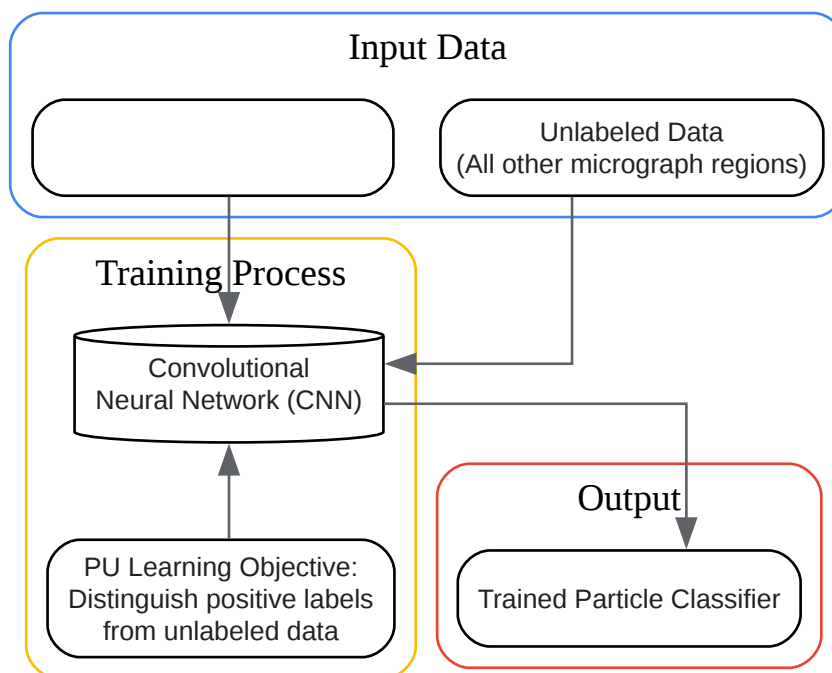 Input Data
Unlabeled Data
(All other micrograph regions)
Training Process
Convolutional
Neural Network (CNN)
PU Learning Objective:
Distinguish positive labels
from unlabeled data
Output
Trained Particle Classifier